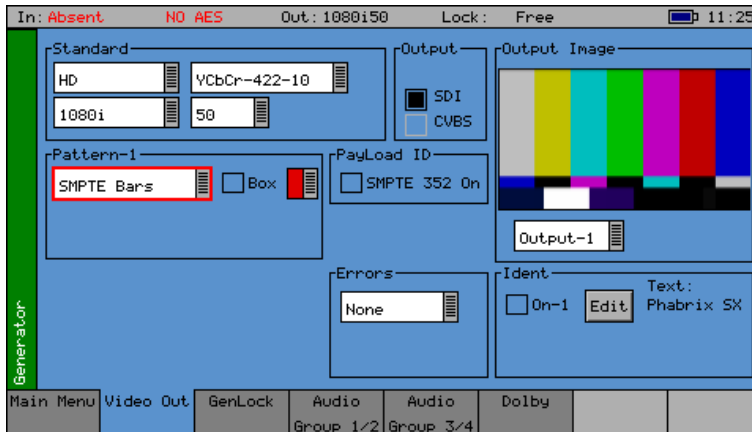 In: Absent NO AES Out: 1080i50 Lock: Free 11:25
Standard
HD YCbCr-422-10
1080i 50
Output
SDI
CVBS
Output Image
Output-1
Pattern-1
SMPTE Bars Box
PayLoad ID
SMPTE 352 On
Errors
None
Ident
On-1 Edit Text:
Phabrix SX
Generator
Main Menu Video Out GenLock Audio Group 1/2 Audio Group 3/4 Dolby